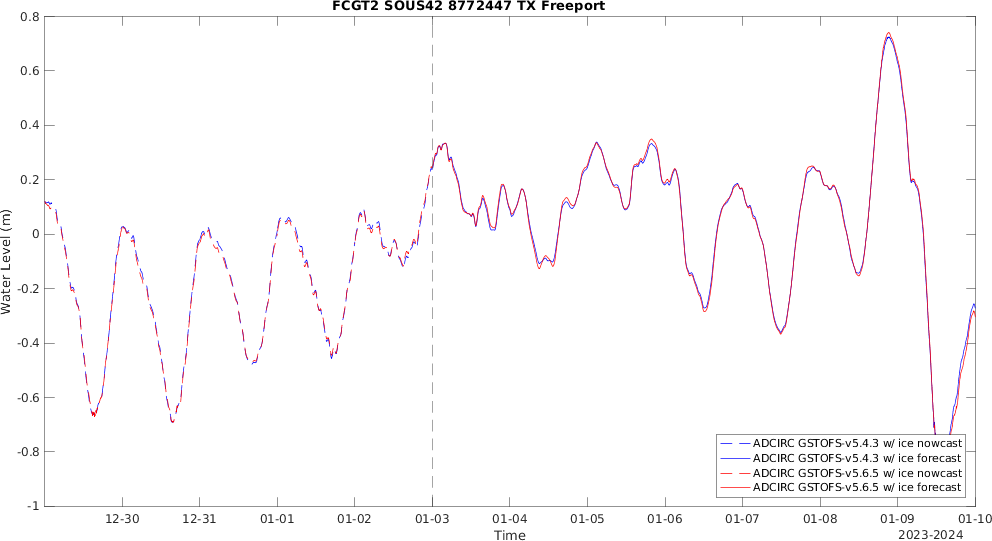 FCGT2 SOUS42 8772447 TX Freeport
Water Level (m)
0.8
0.6
0.4
0.2
0
-0.2
-0.4
-0.6
-0.8
-1
12-30 12-31 01-01 01-02 01-03 01-04 01-05 01-06 01-07 01-08 01-09 01-10
Time
2023-2024
ADCIRC GSTOFS-v5.4.3 w/ ice nowcast
ADCIRC GSTOFS-v5.4.3 w/ ice forecast
ADCIRC GSTOFS-v5.6.5 w/ ice nowcast
ADCIRC GSTOFS-v5.6.5 w/ ice forecast